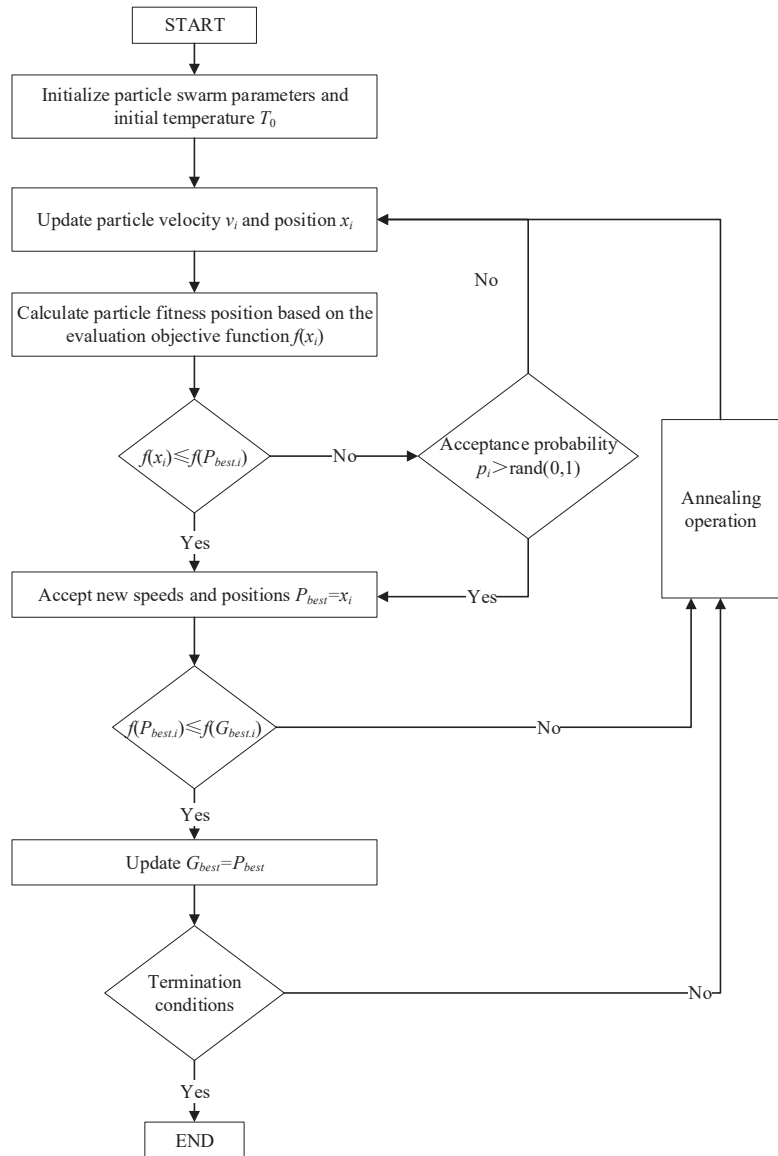 START
Initialize particle swarm parameters and
initial temperature T0
Update particle velocity vi and position xi
No
Calculate particle fitness position based on the
evaluation objective function f(xi)
f(xi)≤f(Pbest.i)
No
Acceptance probability
pi>rand(0,1)
Annealing
operation
Yes
Accept new speeds and positions Pbest=xi
Yes
f(Pbest.i)≤f(Gbest.i)
No
Yes
Update Gbest=Pbest
Termination
conditions
No
Yes
END